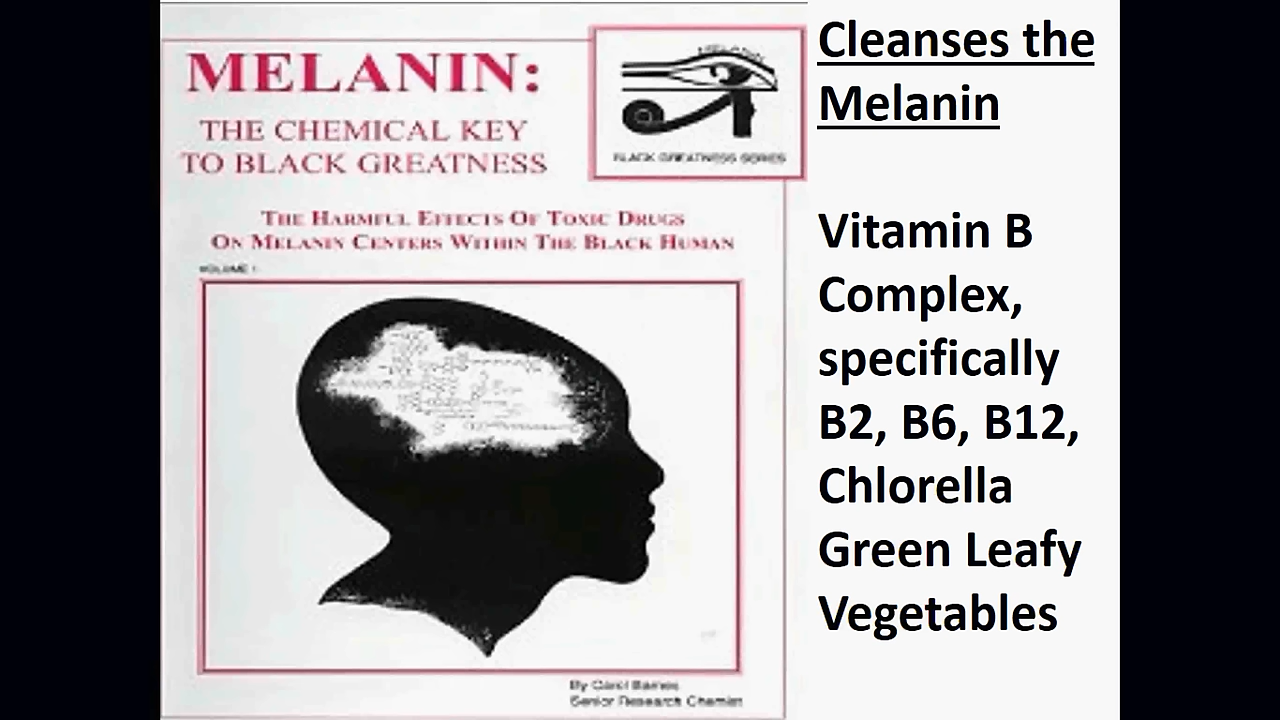 MELANIN:
THE CHEMICAL KEY
TO BLACK GREATNESS
MELANIN
BLACK GREATNESS SERIES
THE HARMFUL EFFECTS OF TOXIC DRUGS
ON MELANIN CENTERS WITHIN THE BLACK HUMAN
VOLUME 1
By Carol Barnes
Senior Research Chemist
Cleanses the
Melanin
Vitamin B
Complex,
specifically
B2, B6, B12,
Chlorella
Green Leafy
Vegetables